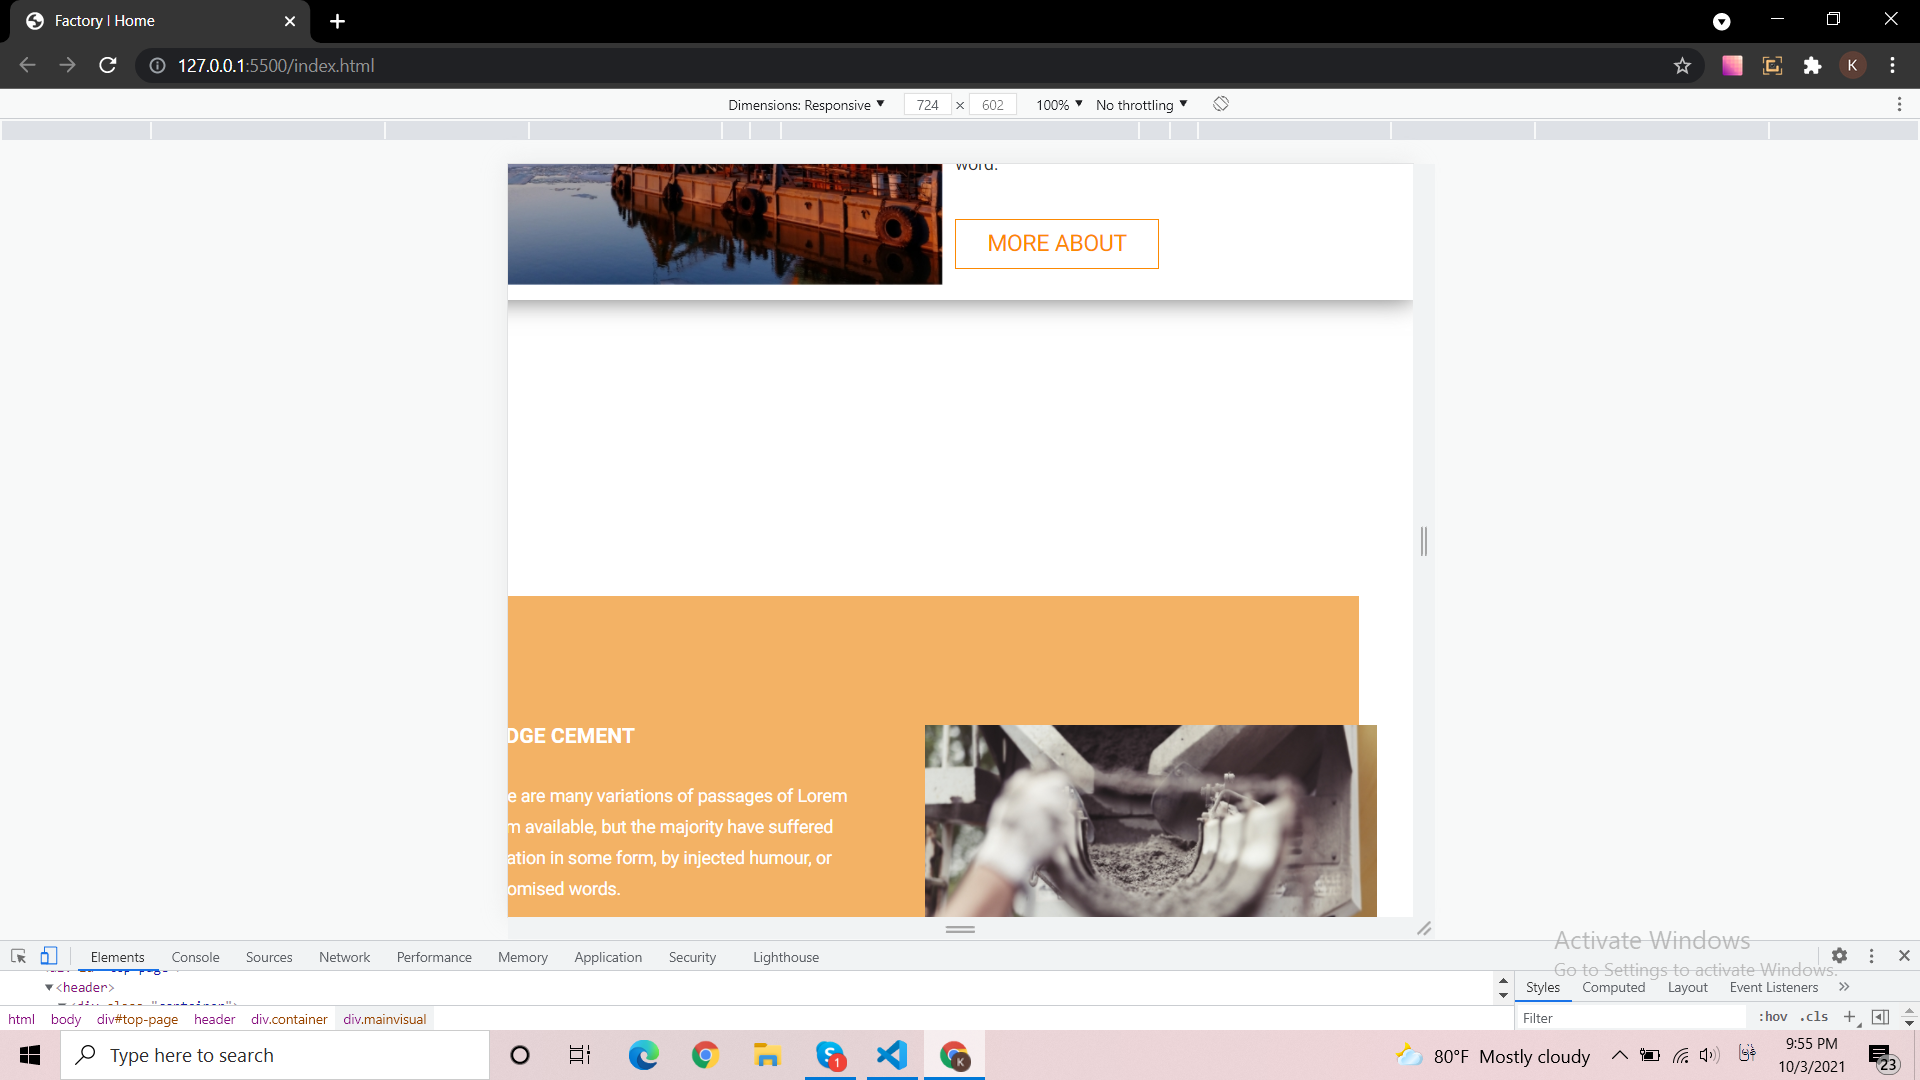 Factory | Home
127.0.0.1:5500/index.html
K
Dimensions: Responsive 724 × 602 100% No throttling
word.
MORE ABOUT
DGE CEMENT
e are many variations of passages of Lorem
m available, but the majority have suffered
ation in some form, by injected humour, or
omised words.
Activate Windows
Go to Settings to activate Windows.
Elements Console Sources Network Performance Memory Application Security Lighthouse
<header>
Styles Computed Layout Event Listeners
html body div#top-page header div.container div.mainvisual
Filter :hov .cls
Type here to search
1
K
80°F Mostly cloudy
9:55 PM
10/3/2021
23